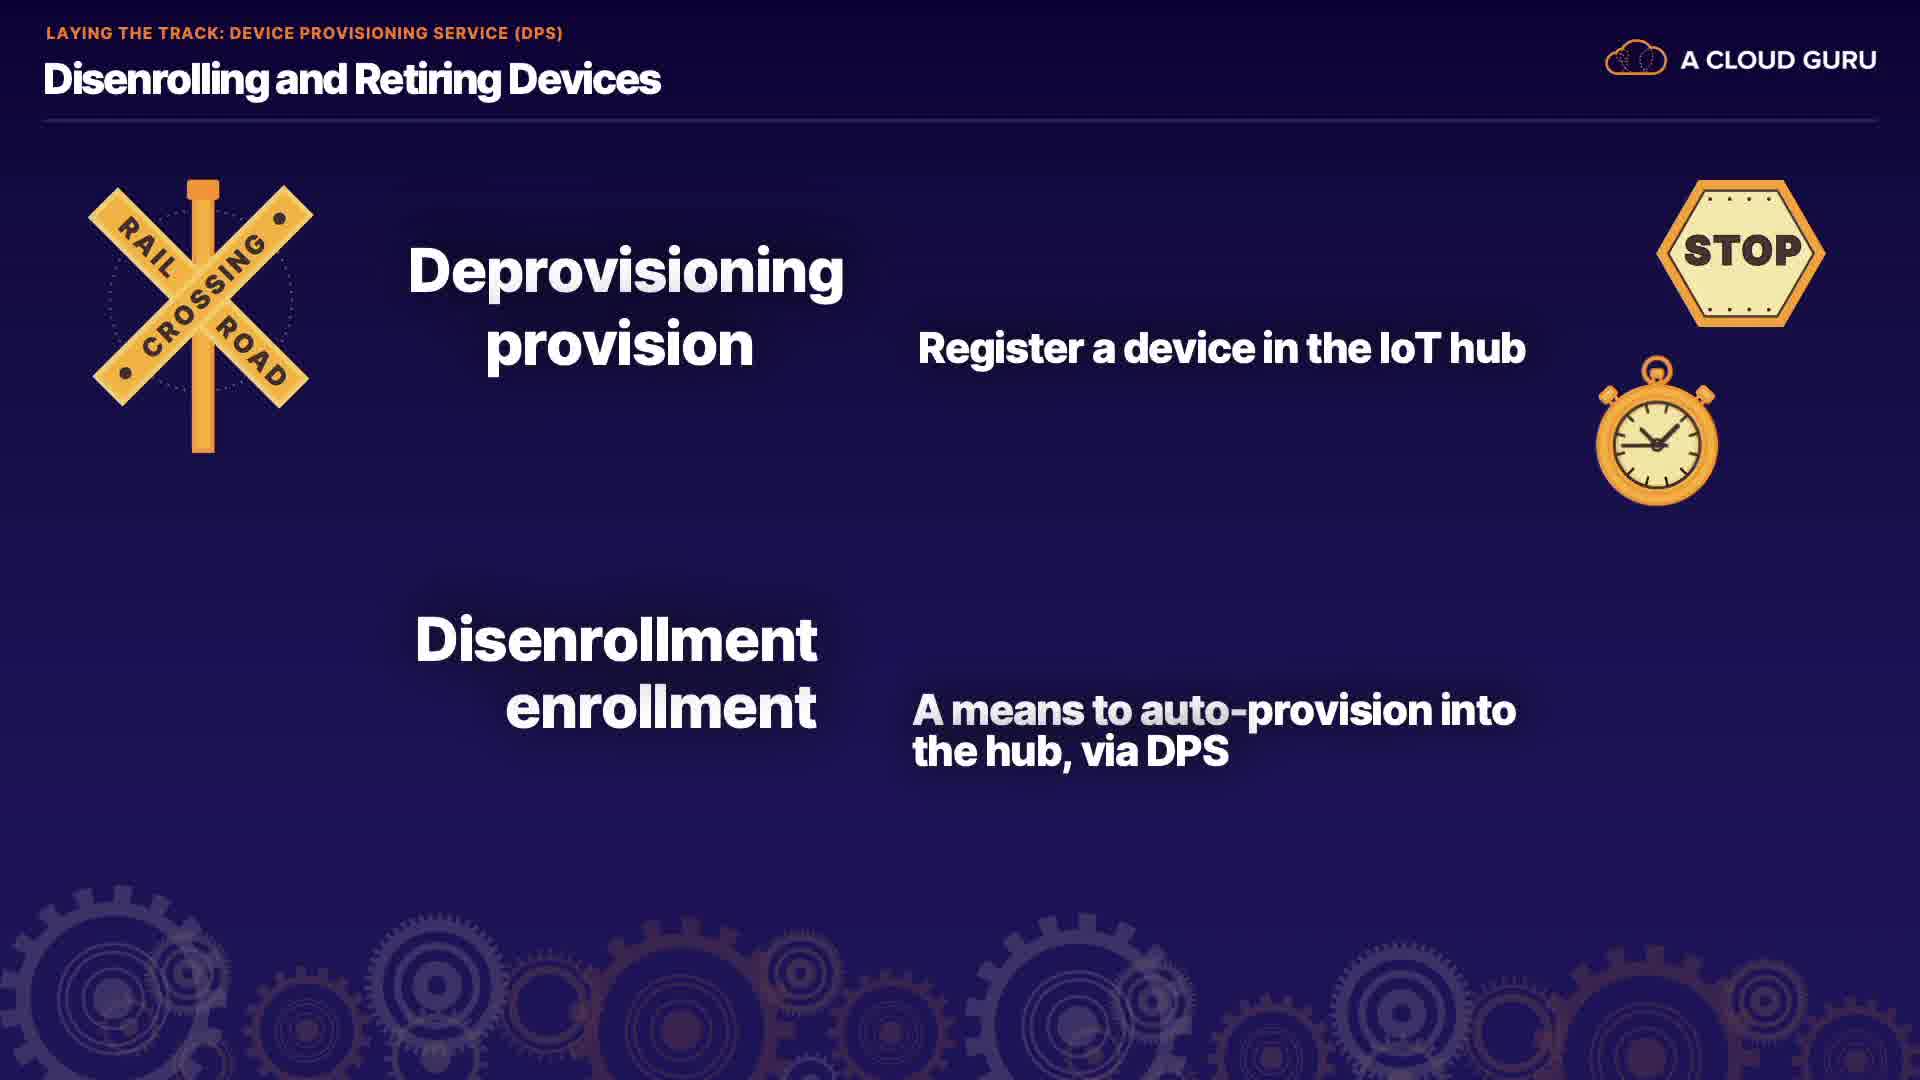 LAYING THE TRACK: DEVICE PROVISIONING SERVICE (DPS)
Disenrolling and Retiring Devices
A CLOUD GURU
RAIL
CROSSING
ROAD
STOP
Deprovisioning
provision
Register a device in the IoT hub
Disenrollment
enrollment
A means to auto-provision into
the hub, via DPS